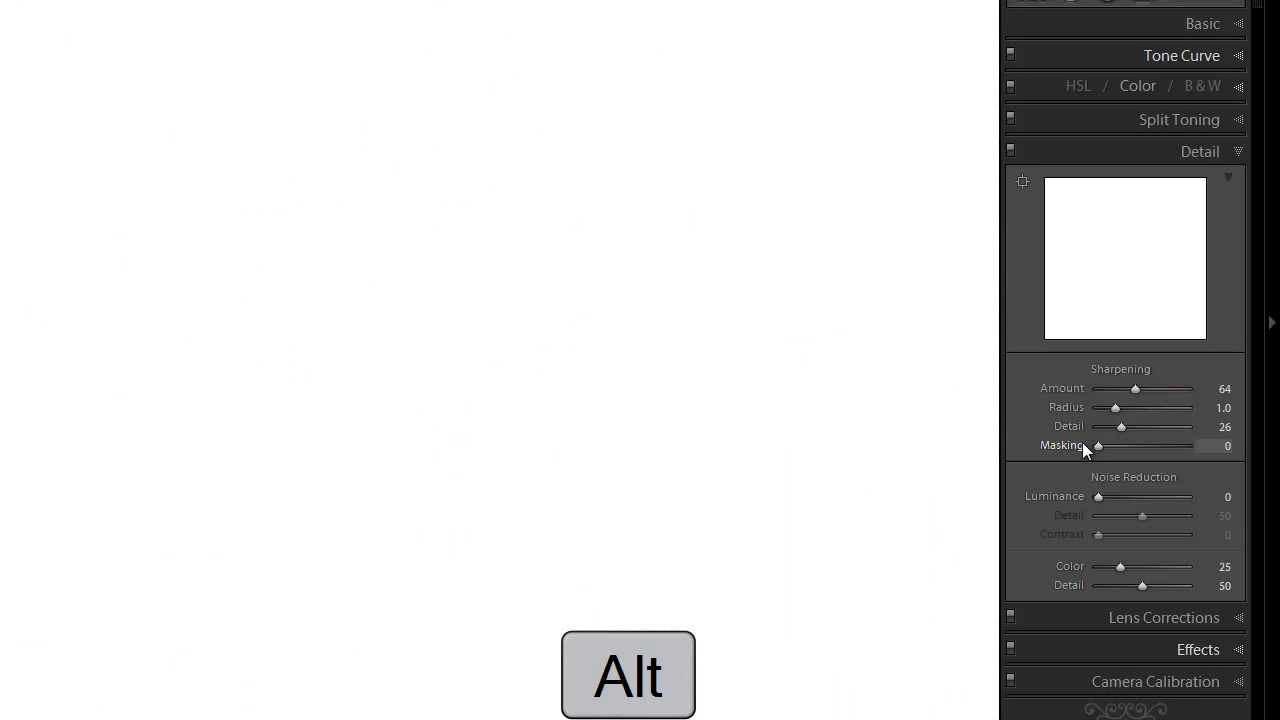 Basic
Tone Curve
HSL / Color / B & W
Split Toning
Detail
Sharpening
Amount 64
Radius 1.0
Detail 26
Masking 0
Noise Reduction
Luminance 0
Detail 50
Contrast 0
Color 25
Detail 50
Lens Corrections
Effects
Camera Calibration
Alt